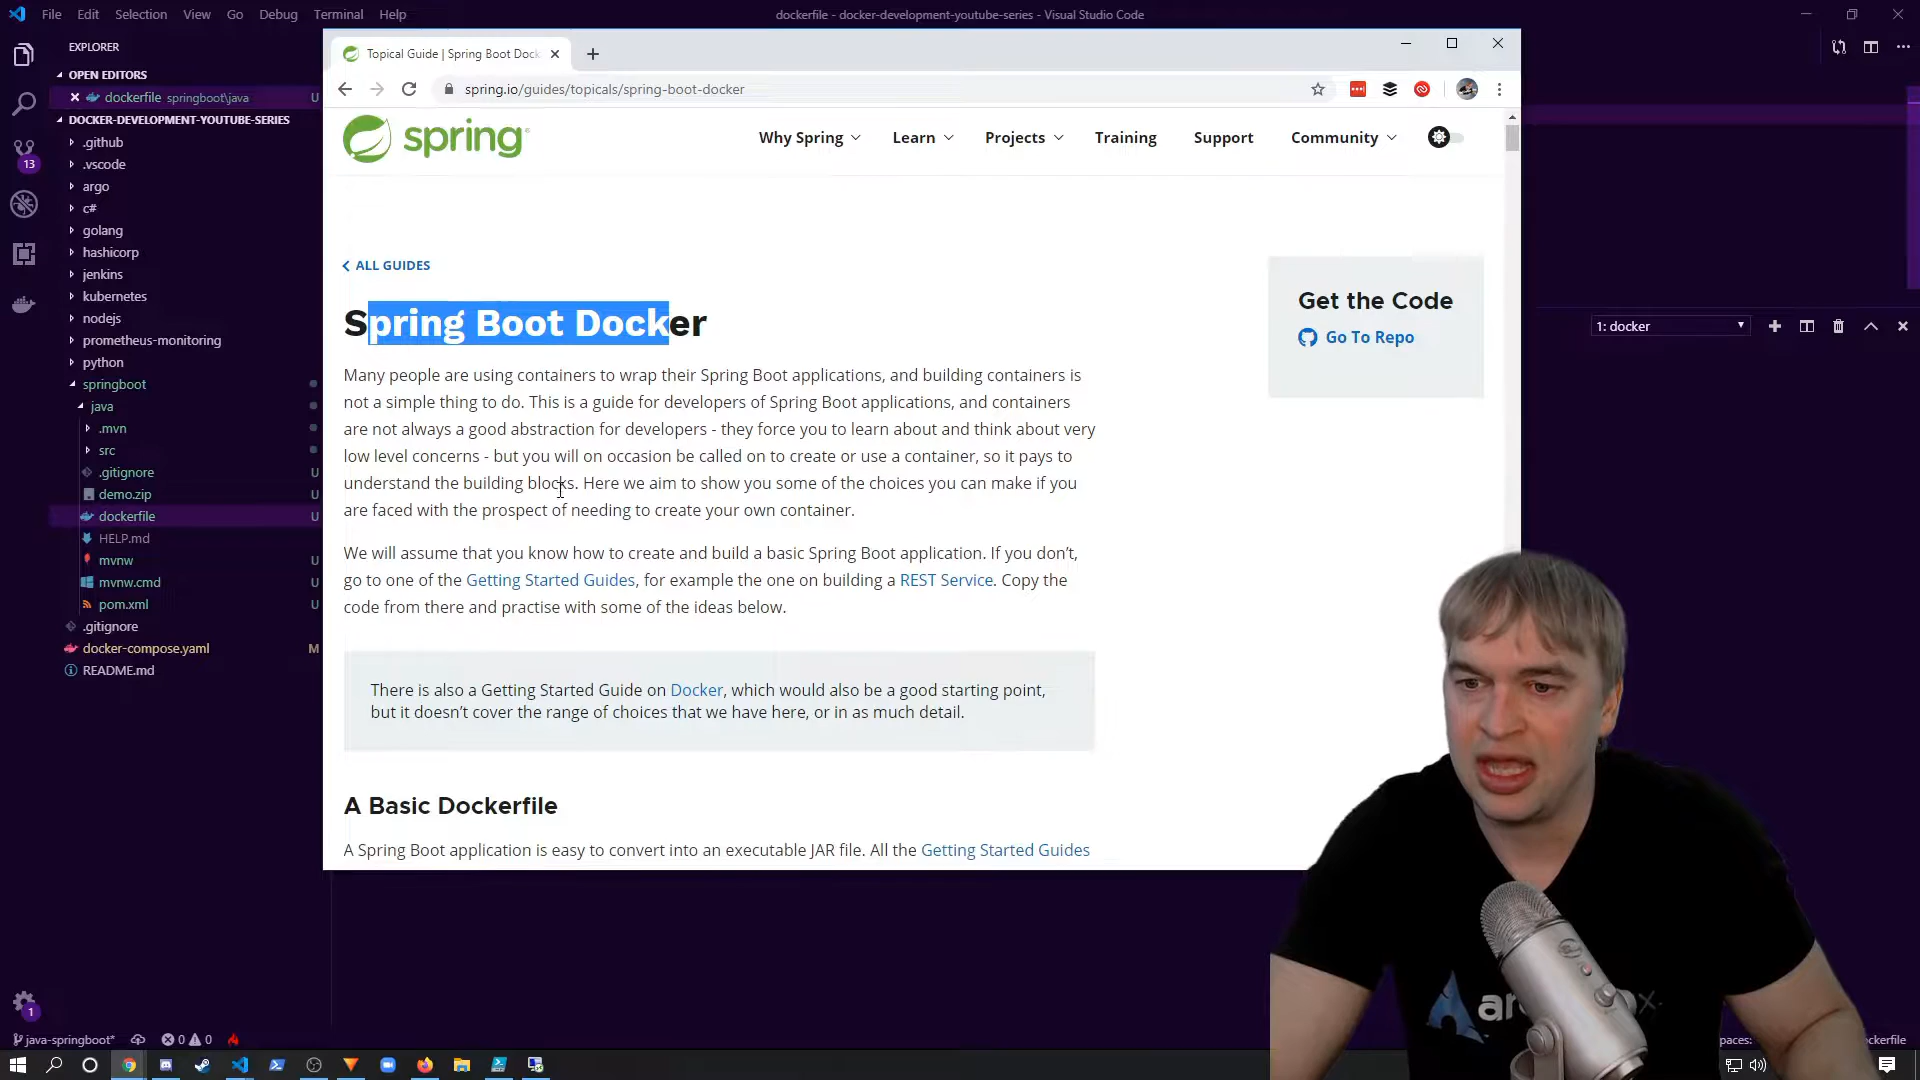 File Edit Selection View Go Debug Terminal Help
dockerfile - docker-development-youtube-series - Visual Studio Code
EXPLORER
OPEN EDITORS
dockerfile springboot\java U
DOCKER-DEVELOPMENT-YOUTUBE-SERIES
.github
.vscode
argo
c#
golang
hashicorp
jenkins
kubernetes
nodejs
prometheus-monitoring
python
springboot
java
.mvn
src
.gitignore U
demo.zip U
dockerfile U
HELP.md
mvnw U
mvnw.cmd U
pom.xml U
.gitignore
docker-compose.yaml M
README.md
13
1
Topical Guide | Spring Boot Dock
spring.io/guides/topicals/spring-boot-docker
spring
Why Spring Learn Projects Training Support Community
ALL GUIDES
Spring Boot Docker
Many people are using containers to wrap their Spring Boot applications, and building containers is
not a simple thing to do. This is a guide for developers of Spring Boot applications, and containers
are not always a good abstraction for developers - they force you to learn about and think about very
low level concerns - but you will on occasion be called on to create or use a container, so it pays to
understand the building blocks. Here we aim to show you some of the choices you can make if you
are faced with the prospect of needing to create your own container.
We will assume that you know how to create and build a basic Spring Boot application. If you don't,
go to one of the Getting Started Guides, for example the one on building a REST Service. Copy the
code from there and practise with some of the ideas below.
There is also a Getting Started Guide on Docker, which would also be a good starting point,
but it doesn't cover the range of choices that we have here, or in as much detail.
A Basic Dockerfile
A Spring Boot application is easy to convert into an executable JAR file. All the Getting Started Guides
Get the Code
Go To Repo
1: docker
java-springboot* 0 0
paces: ockerfile